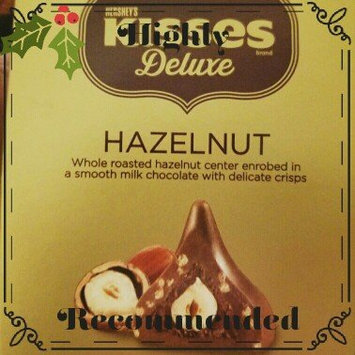 HERSHEY'S
Highly
KISSES
brand
Deluxe
HAZELNUT
Whole roasted hazelnut center enrobed in
a smooth milk chocolate with delicate crisps
Recommended